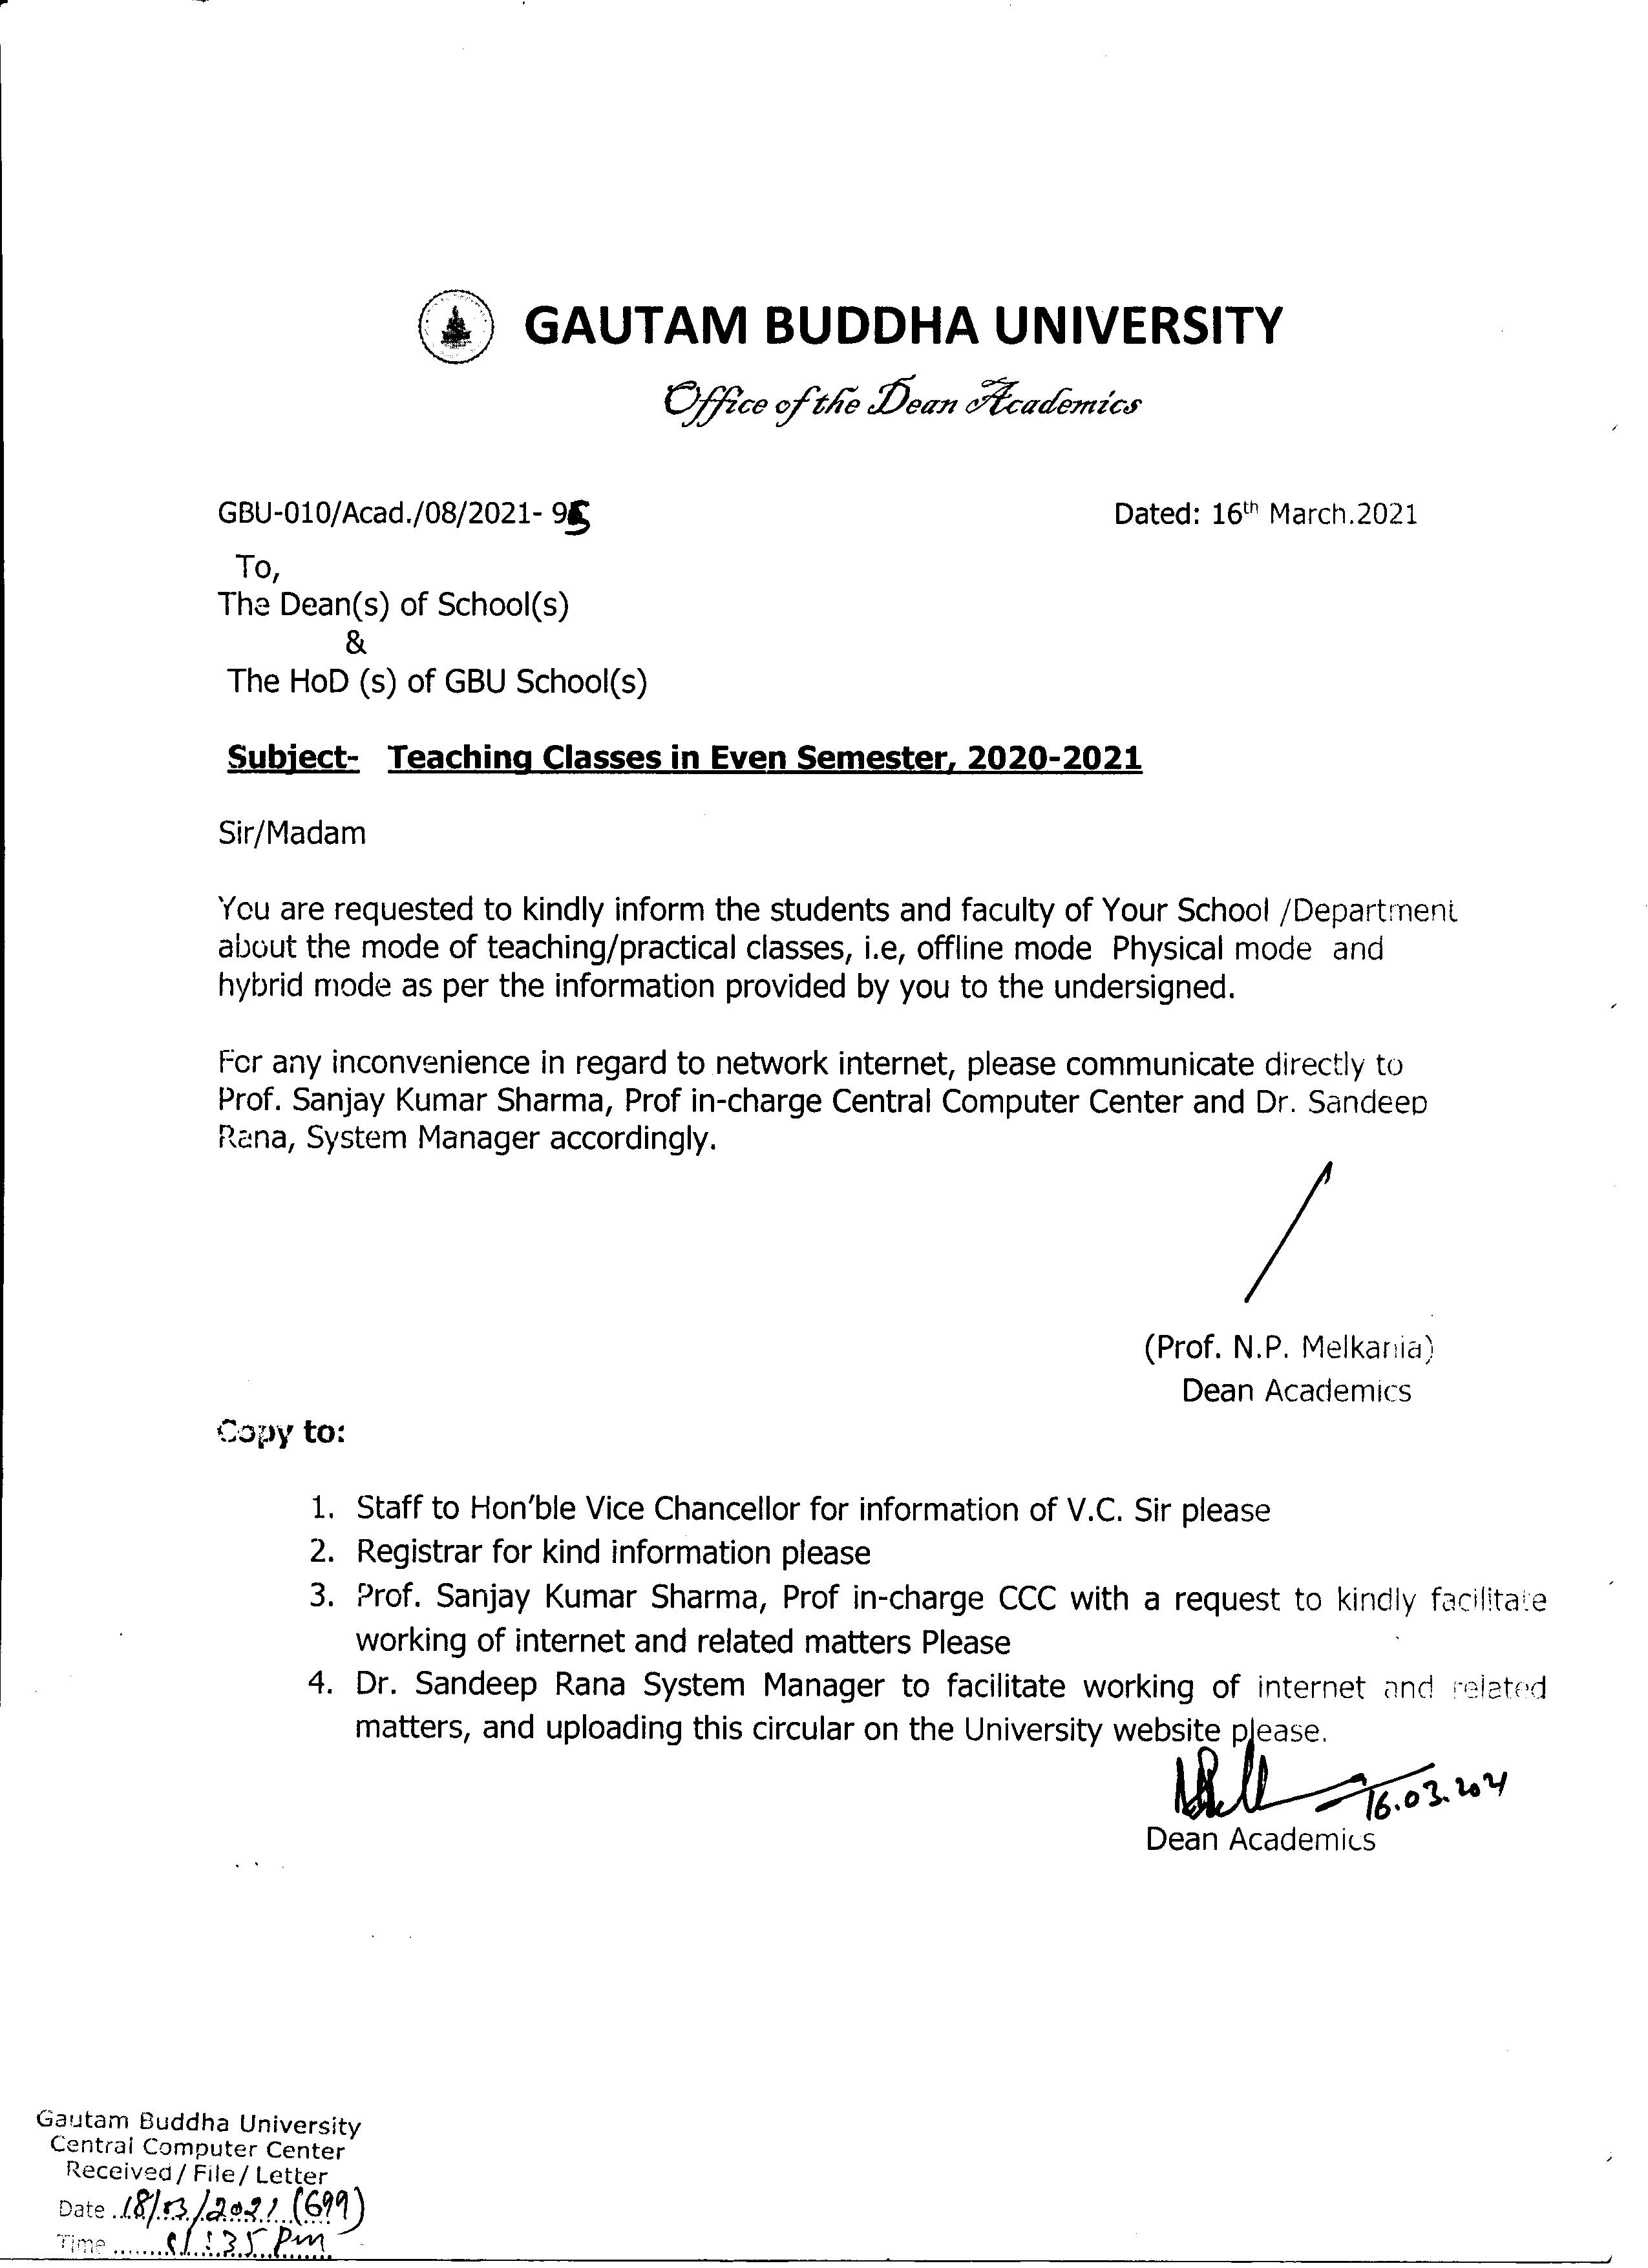 GAUTAM BUDDHA UNIVERSITY
Office of the Dean Academics
GBU-010/Acad./08/2021- 95
Dated: 16th March.2021
To,
The Dean(s) of School(s)
&
The HoD (s) of GBU School(s)
Subject- Teaching Classes in Even Semester, 2020-2021
Sir/Madam
You are requested to kindly inform the students and faculty of Your School /Department
about the mode of teaching/practical classes, i.e, offline mode Physical mode and
hybrid mode as per the information provided by you to the undersigned.
For any inconvenience in regard to network internet, please communicate directly to
Prof. Sanjay Kumar Sharma, Prof in-charge Central Computer Center and Dr. Sandeep
Rana, System Manager accordingly.
(Prof. N.P. Melkania)
Dean Academics
Copy to:
1. Staff to Hon'ble Vice Chancellor for information of V.C. Sir please
2. Registrar for kind information please
3. Prof. Sanjay Kumar Sharma, Prof in-charge CCC with a request to kindly facilitate
working of internet and related matters Please
4. Dr. Sandeep Rana System Manager to facilitate working of internet and related
matters, and uploading this circular on the University website please.
16.03.2021
Dean Academics
Gautam Buddha University
Central Computer Center
Received / File / Letter
Date 18/03/2021 (699)
Time :35 Pm